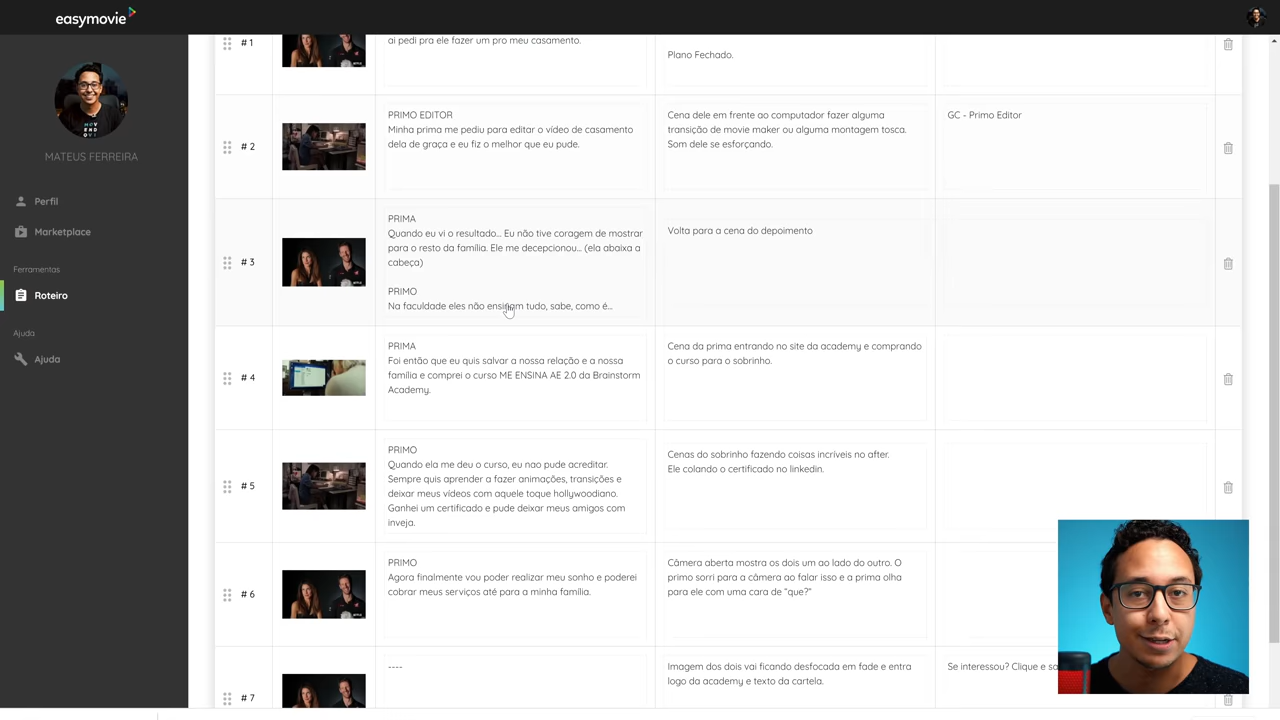 easymovie
MOV
ENDO
MATEUS FERREIRA
Perfil
Marketplace
Ferramentas
Roteiro
Ajuda
Ajuda
# 1
ai pedi pra ele fazer um pro meu casamento.
Plano Fechado.
# 2
PRIMO EDITOR
Minha prima me pediu para editar o vídeo de casamento
dela de graça e eu fiz o melhor que eu pude.
Cena dele em frente ao computador fazer alguma
transição de movie maker ou alguma montagem tosca.
Som dele se esforçando.
GC - Primo Editor
# 3
PRIMA
Quando eu vi o resultado... Eu não tive coragem de mostrar
para o resto da família. Ele me decepcionou... (ela abaixa a
cabeça)
PRIMO
Na faculdade eles não ensinam tudo, sabe, como é...
Volta para a cena do depoimento
# 4
PRIMA
Foi então que eu quis salvar a nossa relação e a nossa
família e comprei o curso ME ENSINA AE 2.0 da Brainstorm
Academy.
Cena da prima entrando no site da academy e comprando
o curso para o sobrinho.
# 5
PRIMO
Quando ela me deu o curso, eu nao pude acreditar.
Sempre quis aprender a fazer animações, transições e
deixar meus vídeos com aquele toque hollywoodiano.
Ganhei um certificado e pude deixar meus amigos com
inveja.
Cenas do sobrinho fazendo coisas incríveis no after.
Ele colando o certificado no linkedin.
# 6
PRIMO
Agora finalmente vou poder realizar meu sonho e poderei
cobrar meus serviços até para a minha família.
Câmera aberta mostra os dois um ao lado do outro. O
primo sorri para a câmera ao falar isso e a prima olha
para ele com uma cara de "que?"
# 7
----
Imagem dos dois vai ficando desfocada em fade e entra
logo da academy e texto da cartela.
Se interessou? Clique e sa